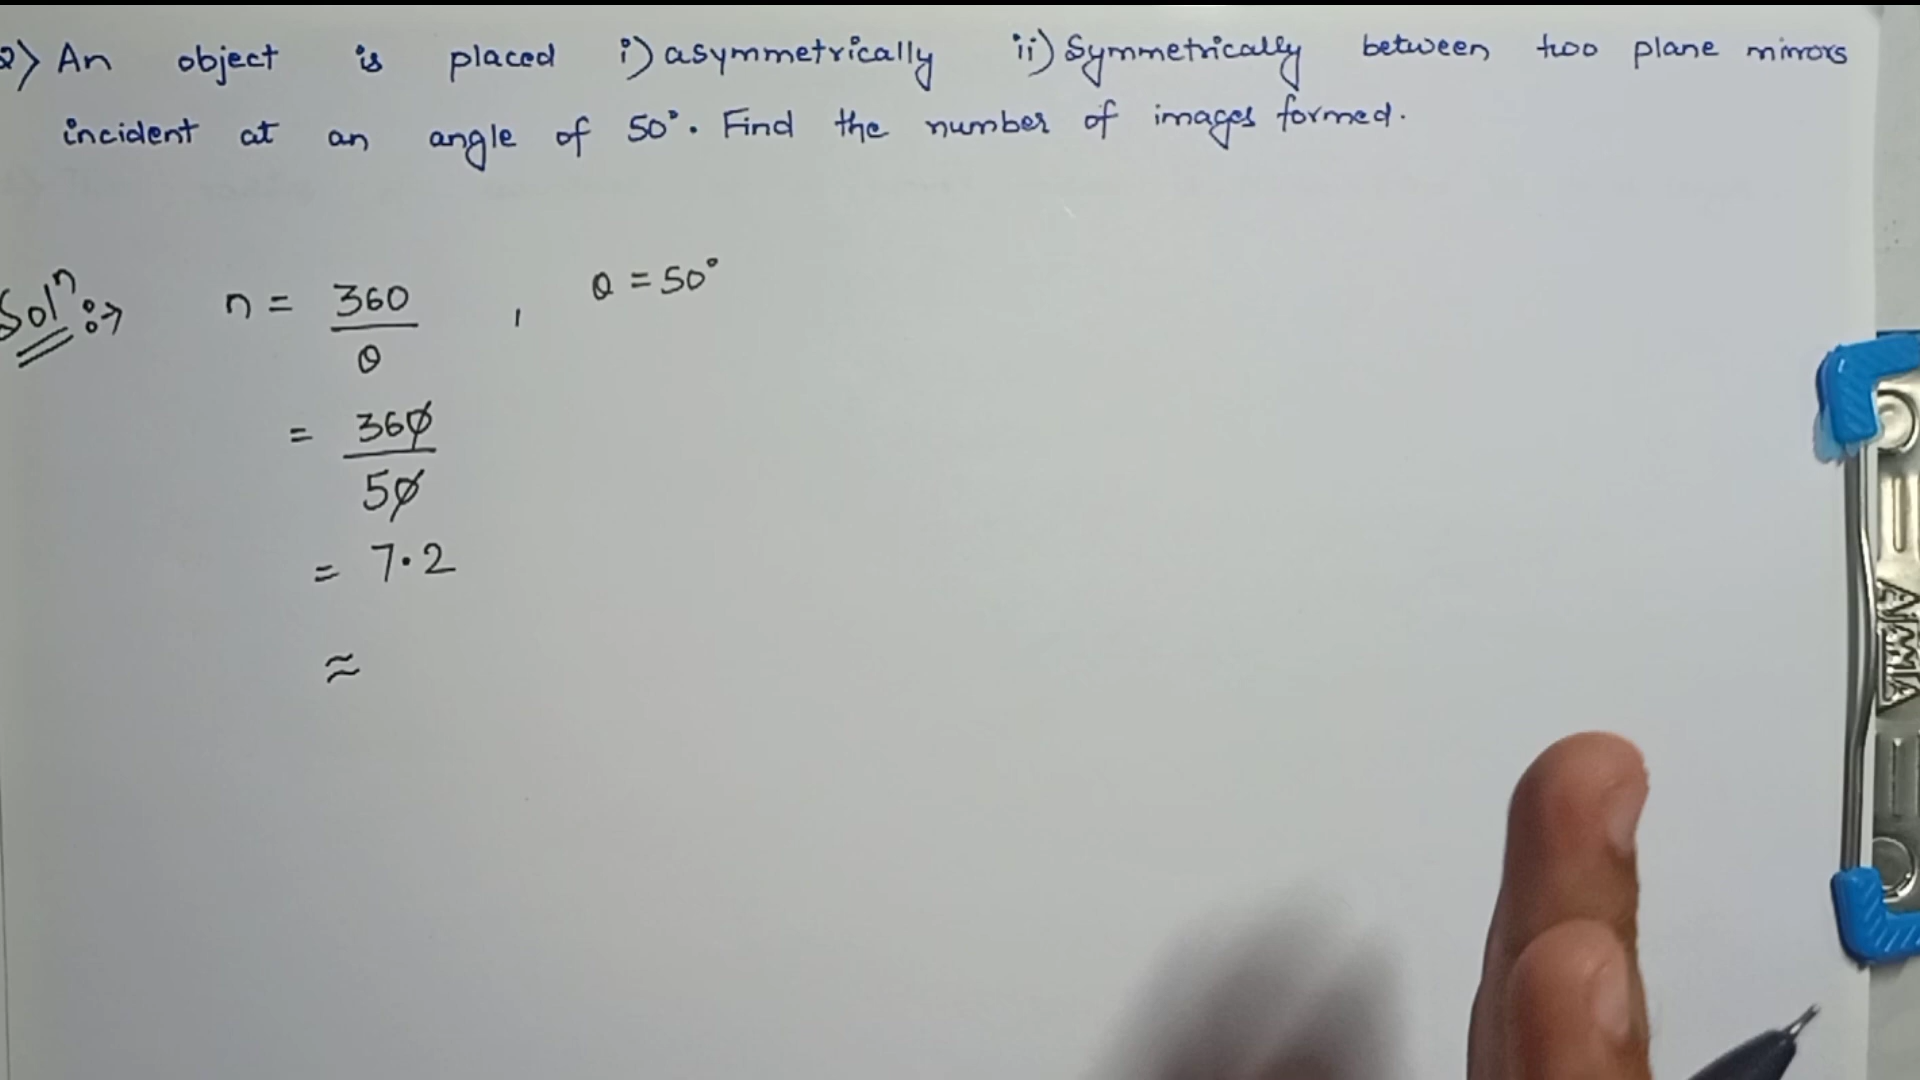 2) An object is placed i) asymmetrically ii) Symmetrically between two plane mirrors
incident at an angle of 50°. Find the number of images formed.
Solⁿ :→ n = 360/θ , θ = 50°
= 360/50
= 7.2
≈